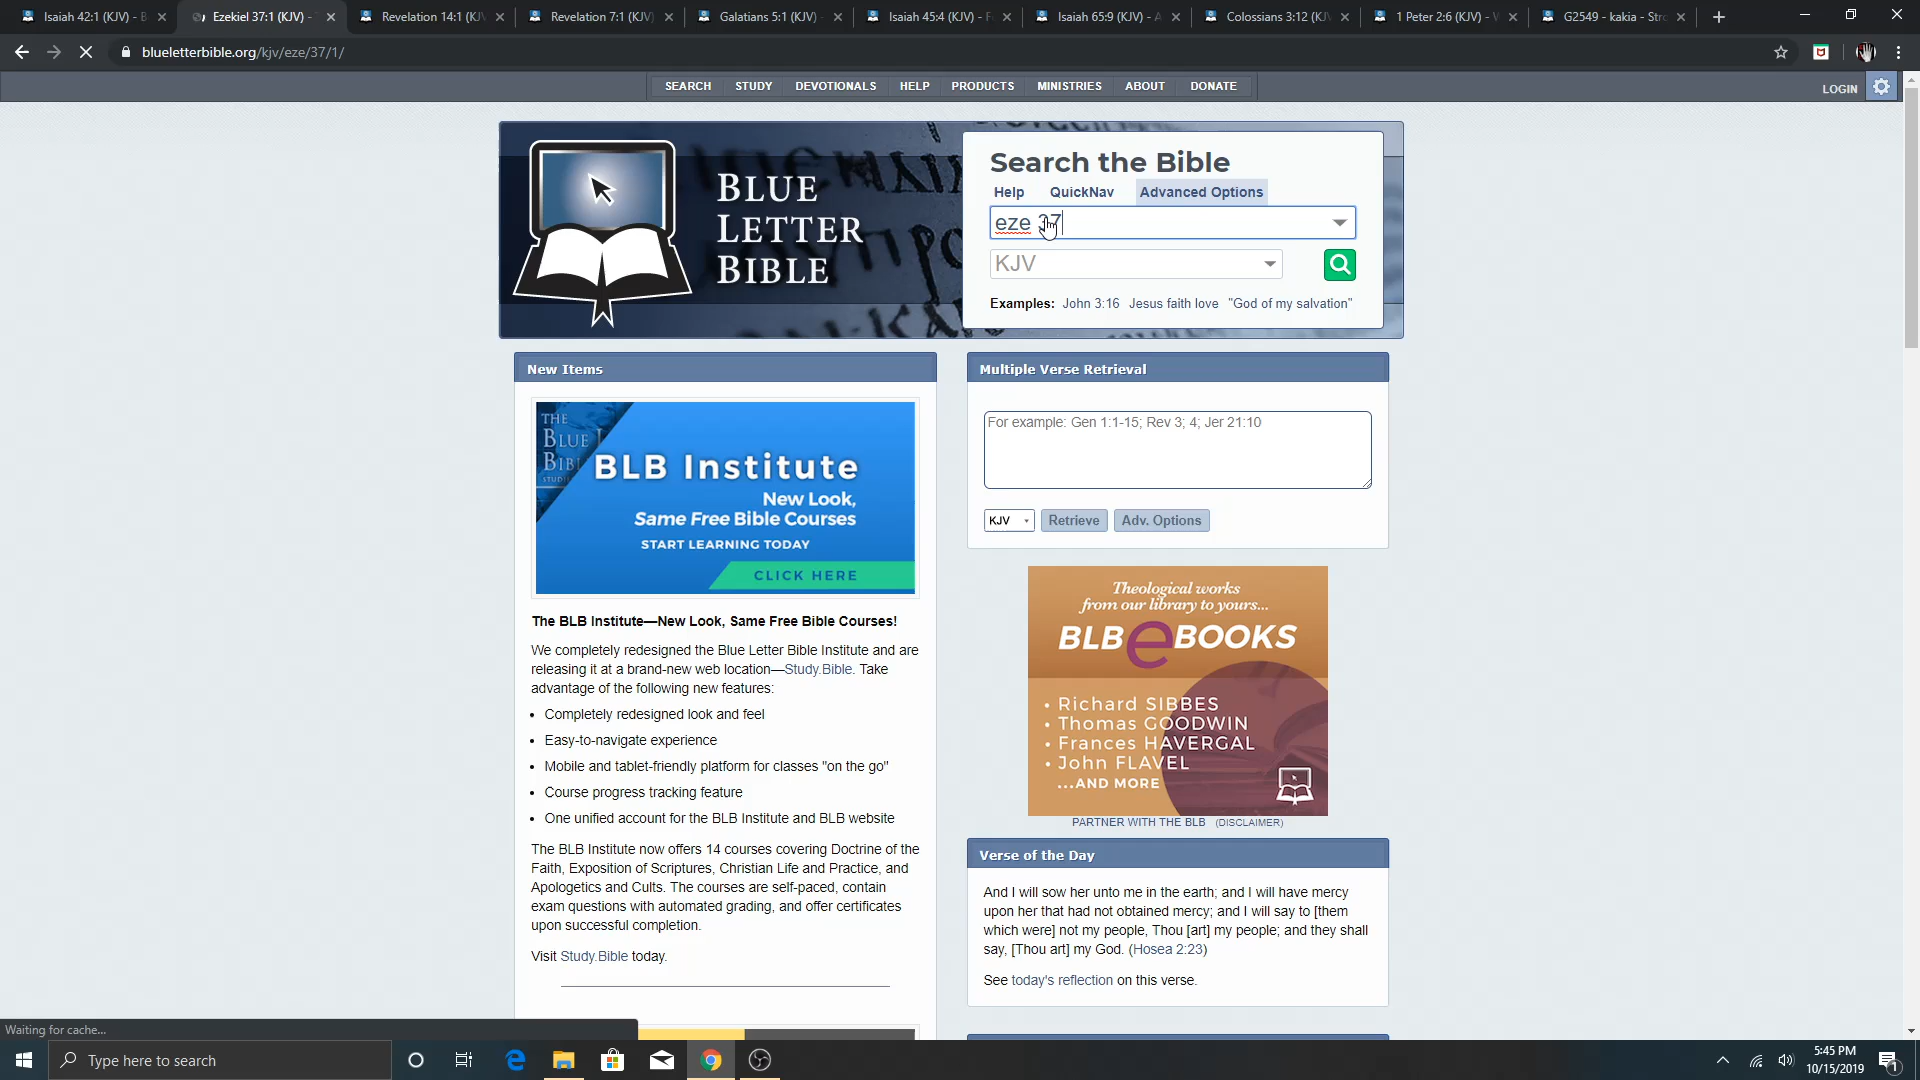 Isaiah 42:1 (KJV) - B
Ezekiel 37:1 (KJV) -
Revelation 14:1 (KJV
Revelation 7:1 (KJV) -
Galatians 5:1 (KJV) -
Isaiah 45:4 (KJV) - F
Isaiah 65:9 (KJV) - A
Colossians 3:12 (KJV
1 Peter 2:6 (KJV) - W
G2549 - kakia - Stro
blueletterbible.org/kjv/eze/37/1/
SEARCH STUDY DEVOTIONALS HELP PRODUCTS MINISTRIES ABOUT DONATE
LOGIN
BLUE
LETTER
BIBLE
Search the Bible
Help QuickNav Advanced Options
eze 37
KJV
Examples: John 3:16 Jesus faith love "God of my salvation"
New Items
THE
BLUE
BIB
BLB Institute
New Look,
Same Free Bible Courses
START LEARNING TODAY
CLICK HERE
The BLB Institute—New Look, Same Free Bible Courses!
We completely redesigned the Blue Letter Bible Institute and are
releasing it at a brand-new web location—Study.Bible. Take
advantage of the following new features:
• Completely redesigned look and feel
• Easy-to-navigate experience
• Mobile and tablet-friendly platform for classes "on the go"
• Course progress tracking feature
• One unified account for the BLB Institute and BLB website
The BLB Institute now offers 14 courses covering Doctrine of the
Faith, Exposition of Scriptures, Christian Life and Practice, and
Apologetics and Cults. The courses are self-paced, contain
exam questions with automated grading, and offer certificates
upon successful completion.
Visit Study.Bible today.
Multiple Verse Retrieval
For example: Gen 1:1-15; Rev 3; 4; Jer 21:10
KJV Retrieve Adv. Options
Theological works
from our library to yours...
BLB eBOOKS
• Richard SIBBES
• Thomas GOODWIN
• Frances HAVERGAL
• John FLAVEL
...AND MORE
PARTNER WITH THE BLB (DISCLAIMER)
Verse of the Day
And I will sow her unto me in the earth; and I will have mercy
upon her that had not obtained mercy; and I will say to [them
which were] not my people, Thou [art] my people; and they shall
say, [Thou art] my God. (Hosea 2:23)
See today's reflection on this verse.
Waiting for cache...
Type here to search
5:45 PM
10/15/2019
1